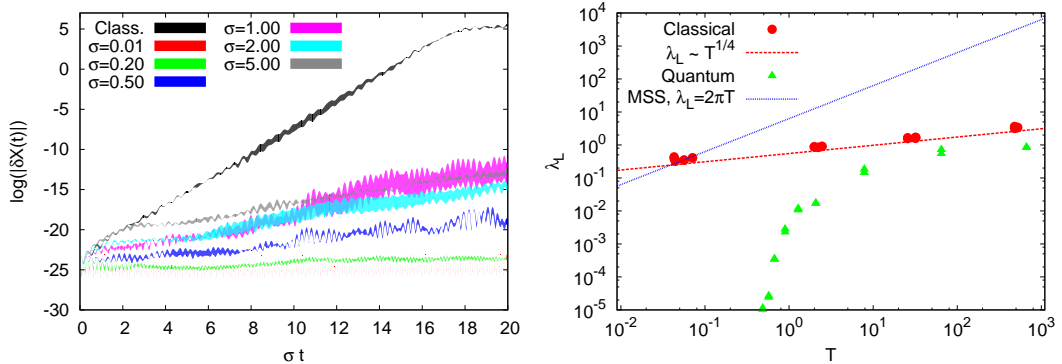 Class.
σ=0.01
σ=0.20
σ=0.50
σ=1.00
σ=2.00
σ=5.00
5
0
-5
-10
-15
-20
-25
-30
log(|δX(t)|)
0 2 4 6 8 10 12 14 16 18 20
σ t
Classical
λ_L ~ T^{1/4}
Quantum
MSS, λ_L=2πT
10^4
10^3
10^2
10^1
10^0
10^{-1}
10^{-2}
10^{-3}
10^{-4}
10^{-5}
λ_L
10^{-2} 10^{-1} 10^0 10^1 10^2 10^3
T